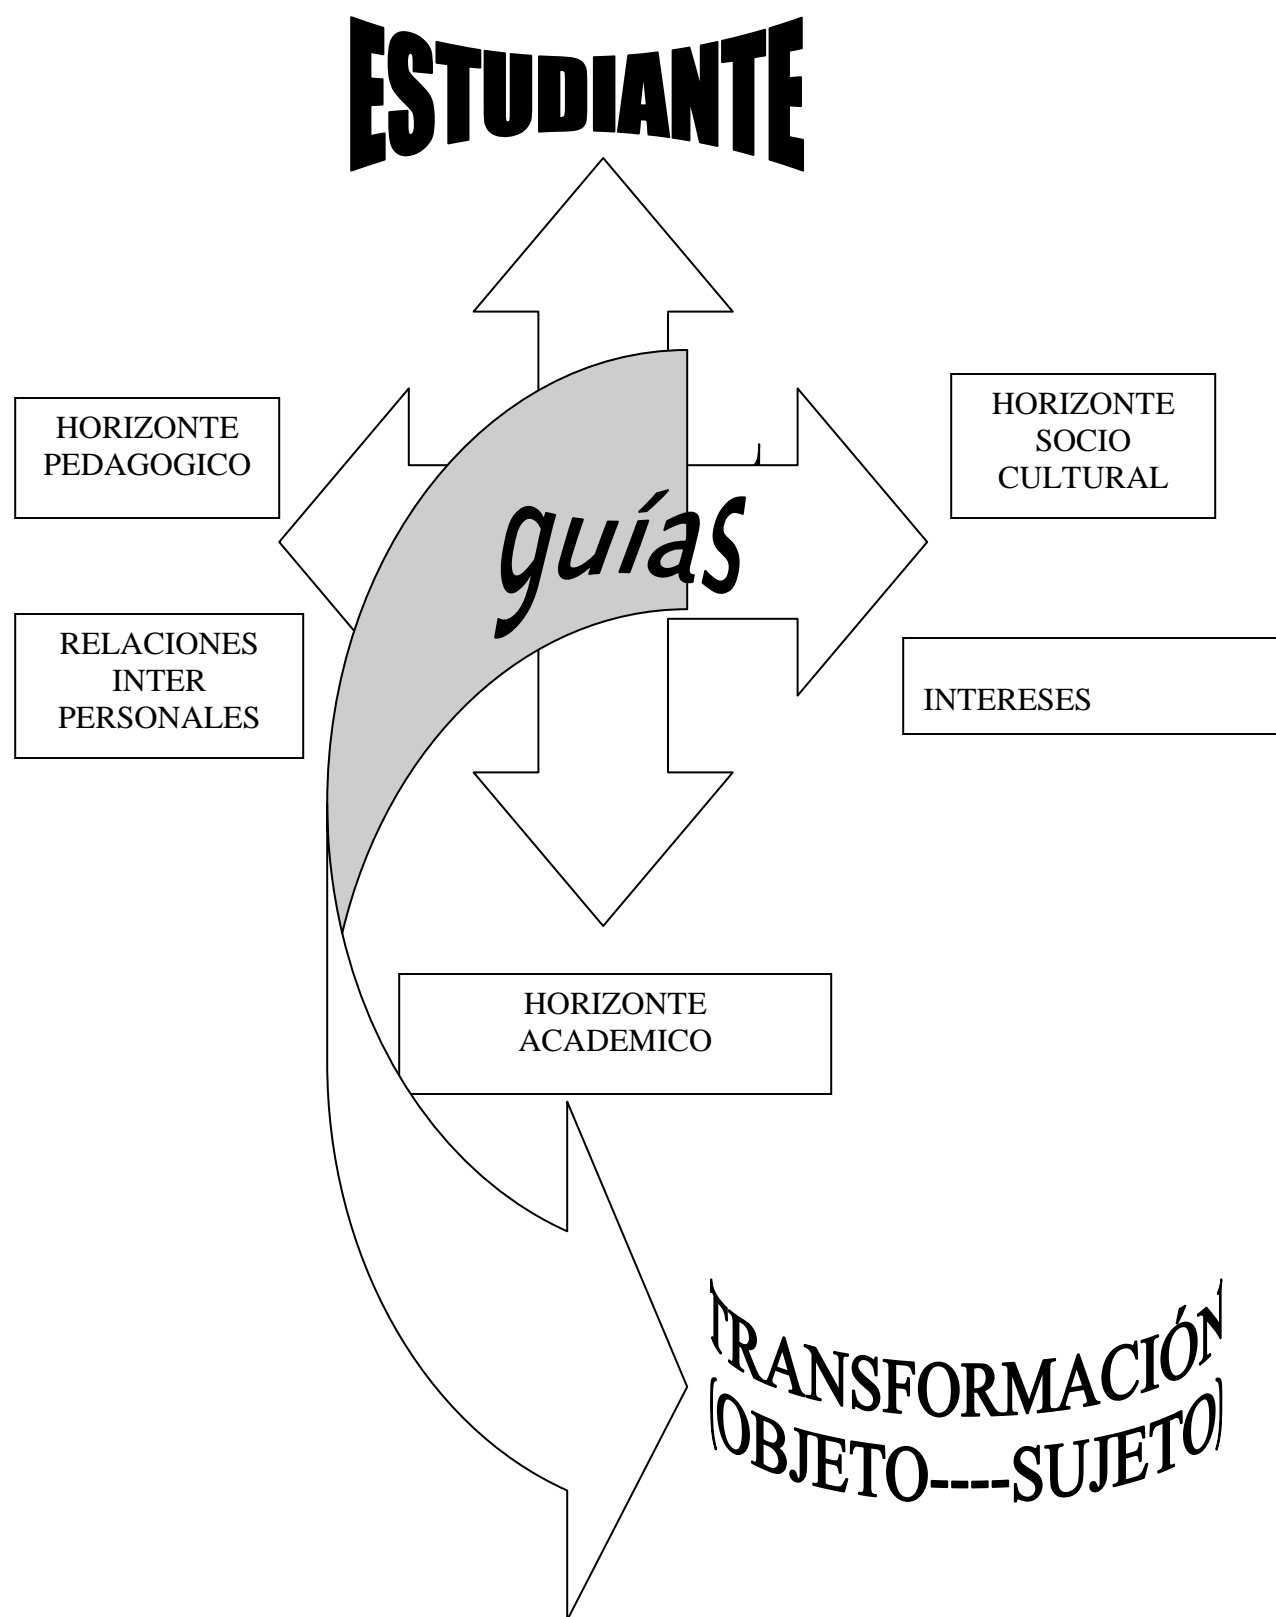 ESTUDIANTE
HORIZONTE
PEDAGOGICO
HORIZONTE
SOCIO
CULTURAL
guías
RELACIONES
INTER
PERSONALES
INTERESES
HORIZONTE
ACADEMICO
TRANSFORMACIÓN
(OBJETO----SUJETO)